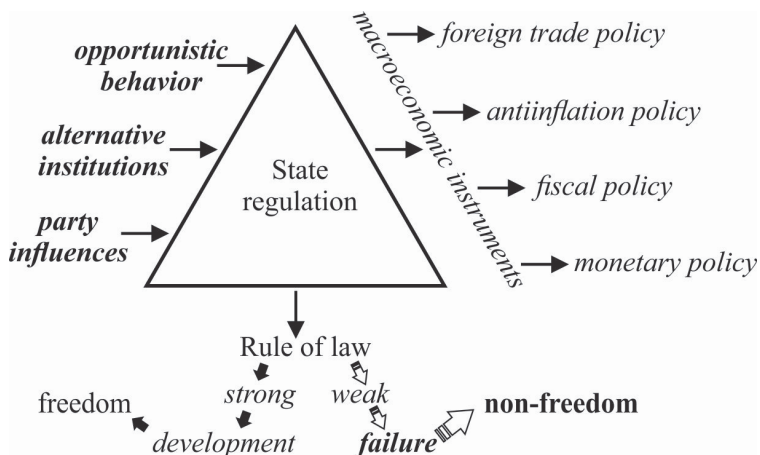 opportunistic
behavior
alternative
institutions
party
influences
State
regulation
macroeconomic instruments
foreign trade policy
antiinflation policy
fiscal policy
monetary policy
Rule of law
strong
weak
freedom
development
failure
non-freedom